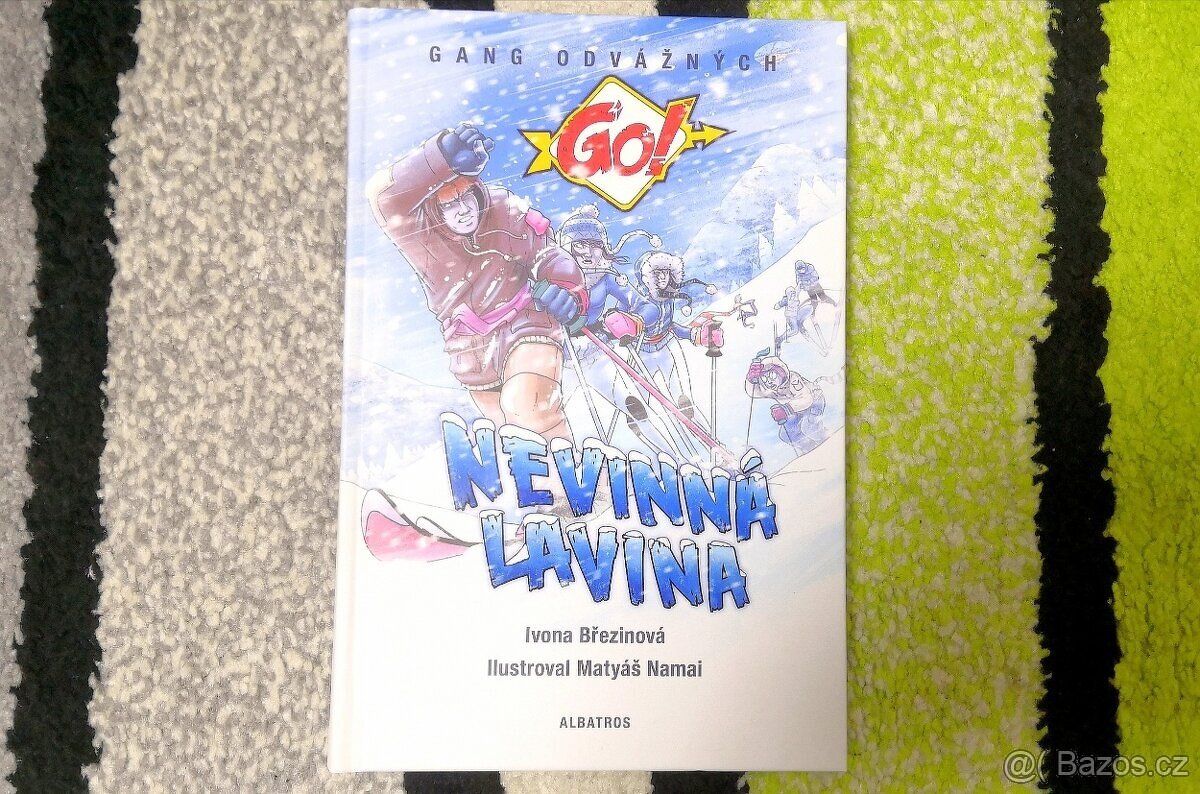 GANG ODVÁŽNÝCH
GO!
NEVINNÁ
LAVINA
Ivona Březinová
Ilustroval Matyáš Namai
ALBATROS
@( Bazos.cz